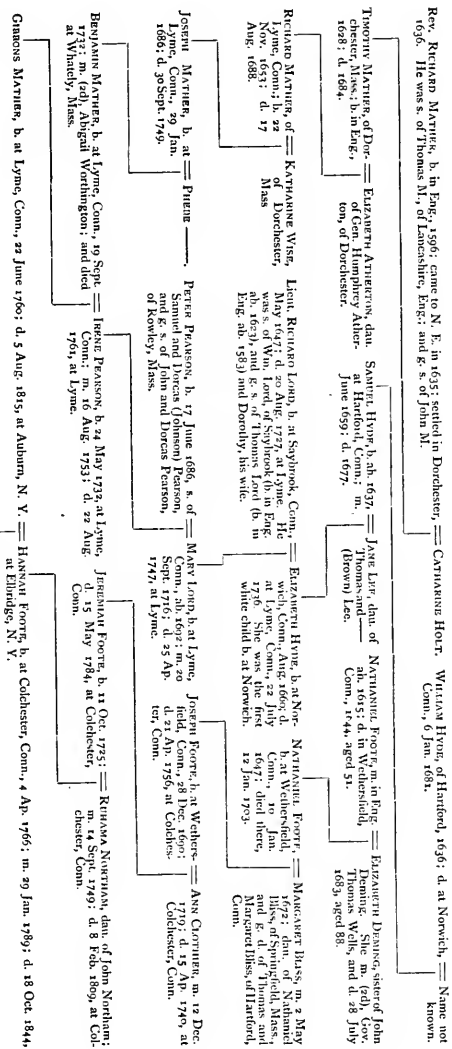 Rev. RICHARD MATHER, b. in Eng., 1596; came to N. E. in 1635; settled in Dorchester,
1636. He was s. of Thomas M., of Lancashire, Eng.; and g. s. of John M.
CATHARINE HOLT.
WILLIAM HYDE, of Hartford, 1636; d. at Norwich,
Conn., 6 Jan. 1681.
Name not
known.
TIMOTHY MATHER, of Dor-
chester, Mass.; b. in Eng.,
1628; d. 1684.
ELIZABETH ATHERTON, dau.
of Gen. Humphrey Ather-
ton, of Dorchester.
SAMUEL HYDE, b. ab. 1637,
at Hartford, Conn.; m.
June 1659; d. 1677.
JANE LEE, dau. of
Thomas and ——
(Brown) Lee.
NATHANIEL FOOTE, m. in Eng.
ab. 1615; d. in Wethersfield,
Conn., 1644, aged 51.
ELIZABETH DEMING, sister of John
Deming. She m. (2d), Gov.
Thomas Wells, and d. 28 July
1683, aged 88.
RICHARD MATHER, of
Lyme, Conn.; b. 22
Nov. 1653; d. 17
Aug. 1688.
KATHARINE WISE,
of Dorchester,
Mass
Lieut. RICHARD LORD, b. at Saybrook, Conn.,
May 1647; d. 20 Aug. 1727, at Lyme. He
was s. of Wm. Lord, of Saybrook (b. in Eng.
ab. 1623), and g. s. of Thomas Lord (b. in
Eng. ab. 1583) and Dorothy, his wife.
ELIZABETH HYDE, b. at Nor-
wich, Conn., Aug. 1660; d.
at Lyme, Conn., 22 July
1736. She was the first
white child b. at Norwich.
NATHANIEL FOOTE,
b. at Wethersfield,
Conn., 10 Jan.
1647; died there,
12 Jan. 1703.
MARGARET BLISS, m. 2 May
1672; dau. of Nathaniel
Bliss, of Springfield, Mass.,
and g. d. of Thomas and
Margaret Bliss, of Hartford,
Conn.
JOSEPH MATHER, b. at
Lyme, Conn., 29 Jan.
1686; d. 30 Sept. 1749.
PHEBE ——.
PETER PEARSON, b. 17 June 1686, s. of
Samuel and Dorcas (Johnson) Pearson,
and g. s. of John and Dorcas Pearson,
of Rowley, Mass.
MARY LORD, b. at Lyme,
Conn., ab. 1692; m. 20
Sept. 1716; d. 25 Ap.
1747, at Lyme.
JOSEPH FOOTE, b. at Wethers-
field, Conn., 28 Dec. 1690;
d. 21 Ap. 1756, at Colches-
ter, Conn.
ANN CLOTHIER, m. 12 Dec.
1719; d. 15 Ap. 1740, at
Colchester, Conn.
BENJAMIN MATHER, b. at Lyme, Conn., 19 Sept.
1732; m. (2d), Abigail Worthington; and died
at Whately, Mass.
IRENE PEARSON, b. 24 May 1732, at Lyme,
Conn.; m. 16 Aug. 1753; d. 22 Aug.
1761, at Lyme.
JEREMIAH FOOTE, b. 11 Oct. 1725;
d. 15 May 1784, at Colchester,
Conn.
RUHAMA NORTHAM, dau. of John Northam;
m. 14 Sept. 1749; d. 8 Feb. 1809, at Col-
chester, Conn.
GIBBONS MATHER, b. at Lyme, Conn., 22 June 1760; d. 5 Aug. 1815, at Auburn, N. Y.
HANNAH FOOTE, b. at Colchester, Conn., 4 Ap. 1766; m. 29 Jan. 1789; d. 18 Oct. 1844,
at Elbridge, N. Y.